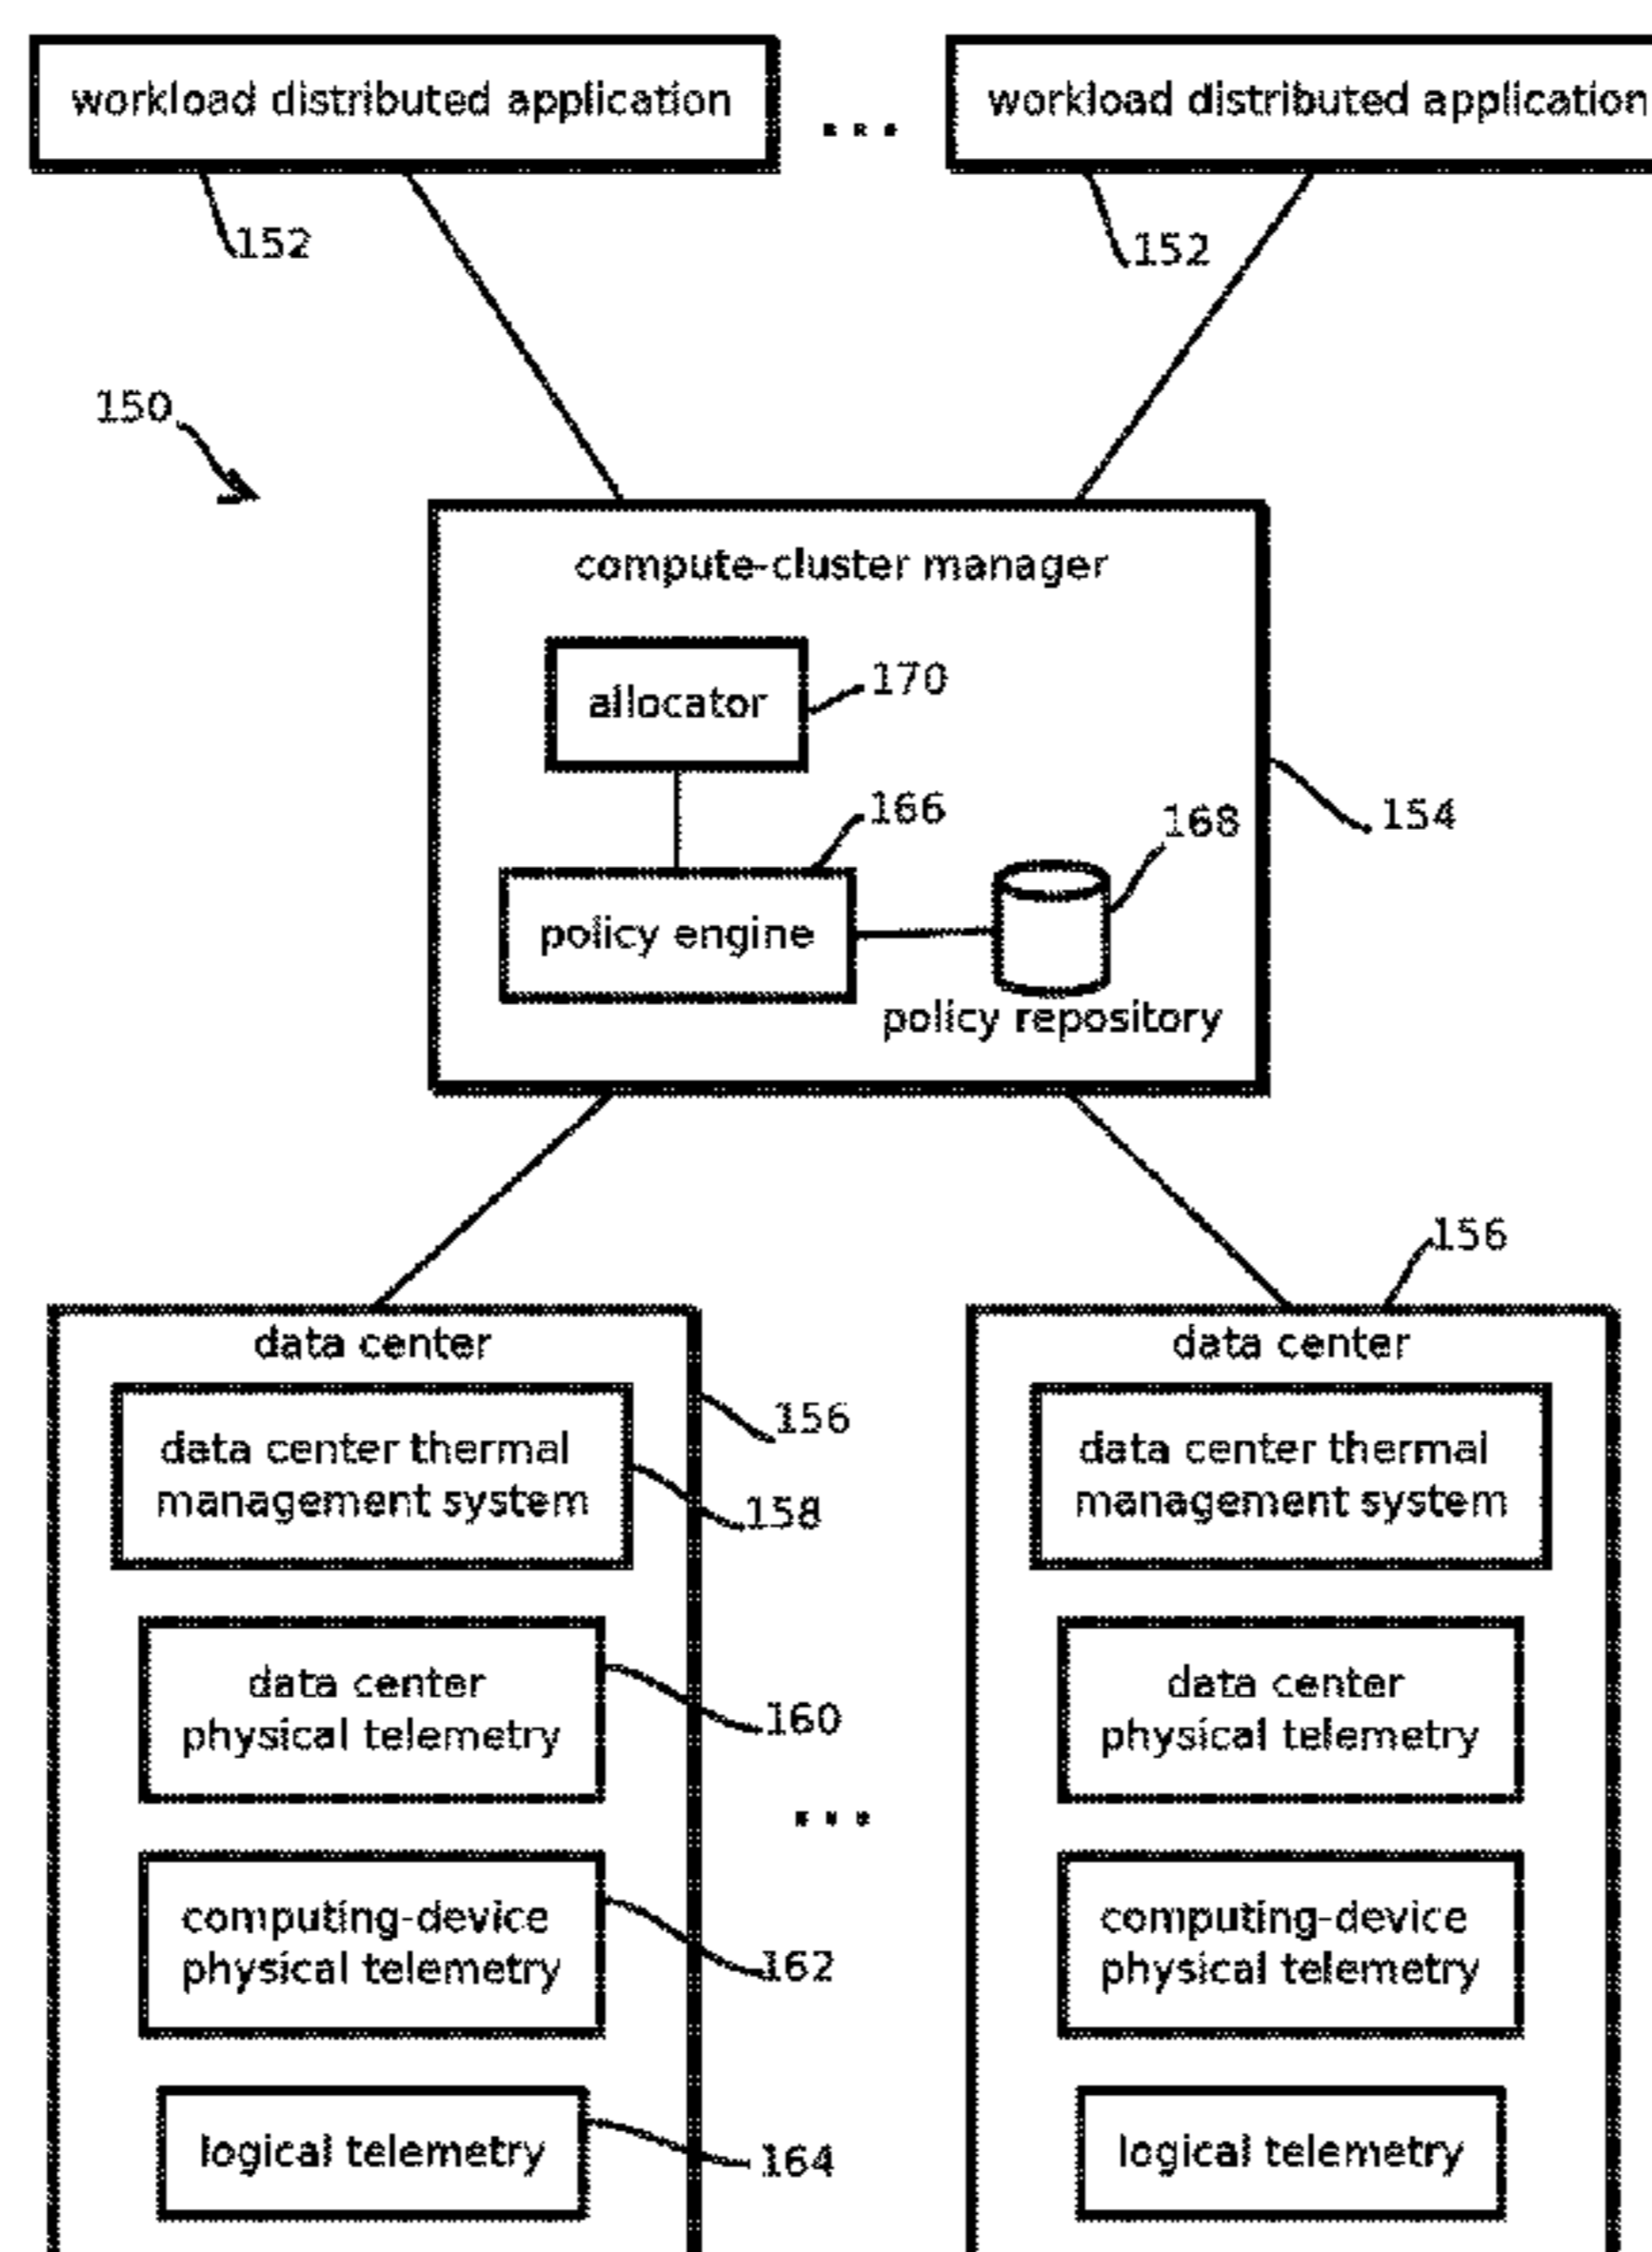 workload distributed application
...
workload distributed application
152
152
150
compute-cluster manager
allocator
170
166
168
154
policy engine
policy repository
156
data center
data center
156
data center thermal
management system
158
data center thermal
management system
data center
physical telemetry
160
data center
physical telemetry
...
computing-device
physical telemetry
162
computing-device
physical telemetry
logical telemetry
164
logical telemetry